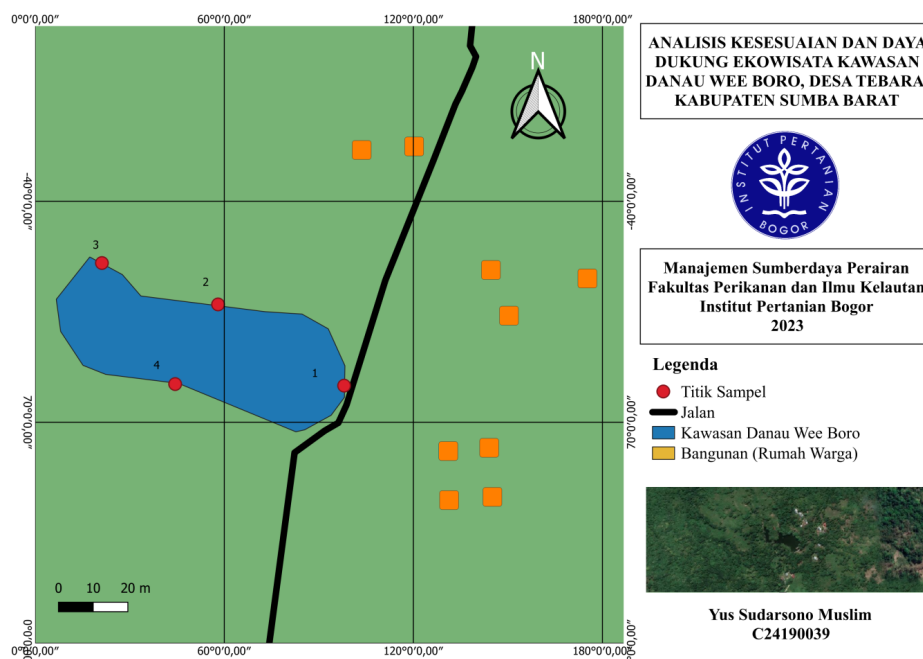 0°0'0,00" 60°0'0,00" 120°0'0,00" 180°0'0,00"
-40°0'0,00" -40°0'0,00"
70°0'0,00" 70°0'0,00"
N
3
2
4
1
0 10 20 m
60°0'0,00" 120°0'0,00" 180°0'0,00"
ANALISIS KESESUAIAN DAN DAYA
DUKUNG EKOWISATA KAWASAN
DANAU WEE BORO, DESA TEBARA
KABUPATEN SUMBA BARAT
INSTITUT PERTANIAN
BOGOR
Manajemen Sumberdaya Perairan
Fakultas Perikanan dan Ilmu Kelautan
Institut Pertanian Bogor
2023
Legenda
Titik Sampel
Jalan
Kawasan Danau Wee Boro
Bangunan (Rumah Warga)
Yus Sudarsono Muslim
C24190039